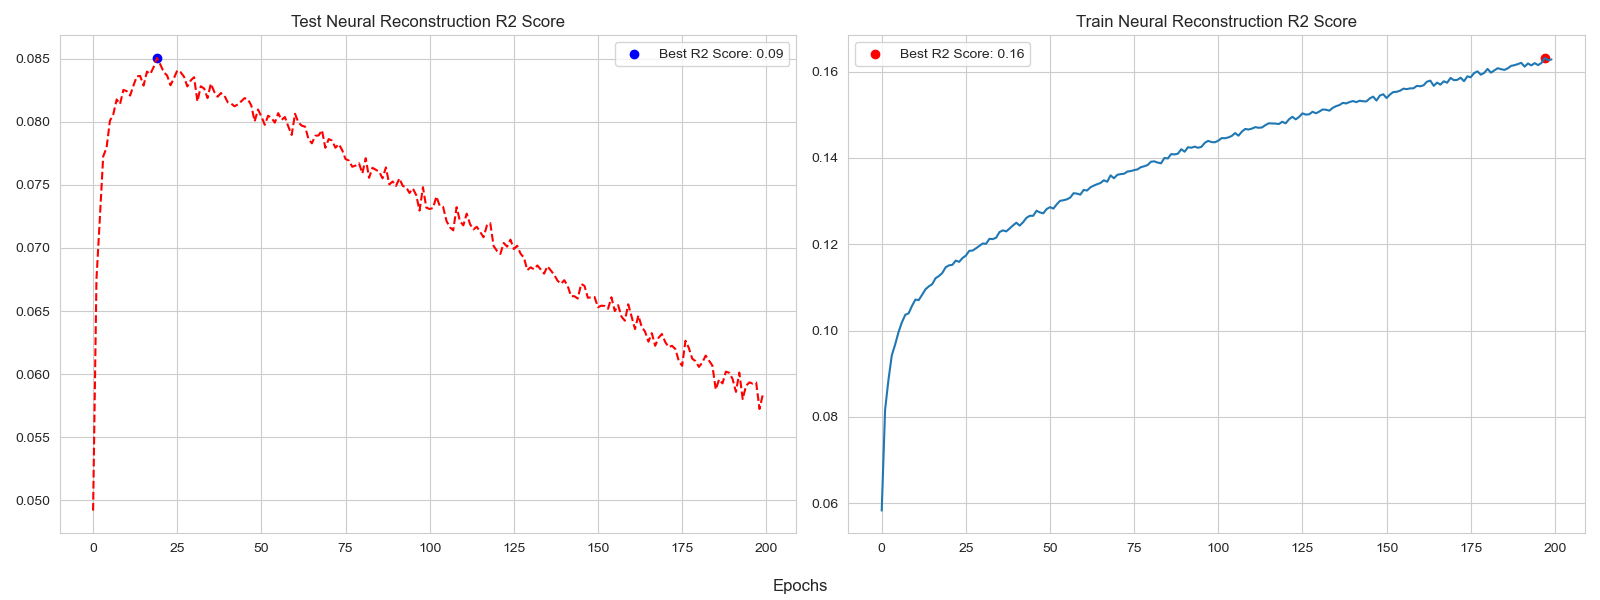 Test Neural Reconstruction R2 Score
Best R2 Score: 0.09
0.085
0.080
0.075
0.070
0.065
0.060
0.055
0.050
0 25 50 75 100 125 150 175 200
Train Neural Reconstruction R2 Score
Best R2 Score: 0.16
0.16
0.14
0.12
0.10
0.08
0.06
0 25 50 75 100 125 150 175 200
Epochs